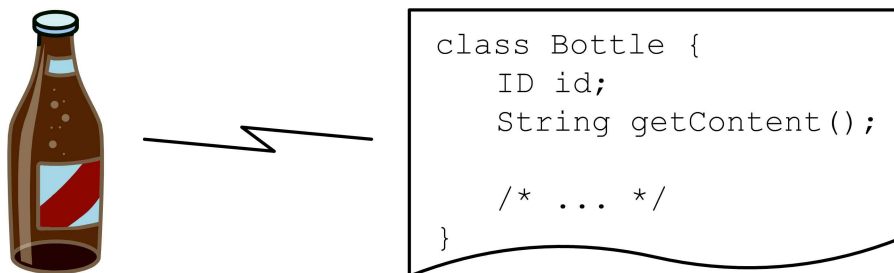 class Bottle {
ID id;
String getContent();
/* ... */
}